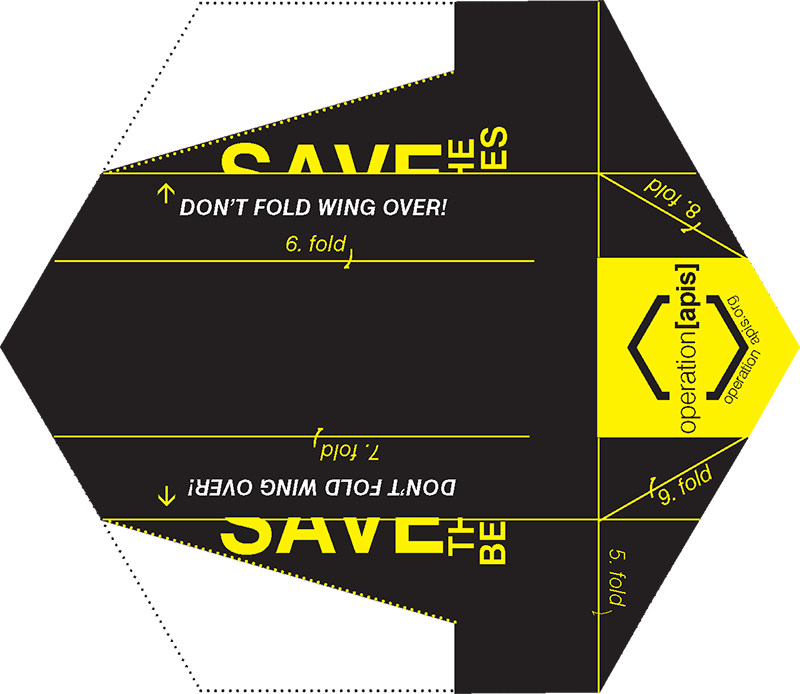 SAVE
HE
ES
DON'T FOLD WING OVER!
6. fold
8. fold
operation[apis]
operation apis.org
7. fold
DON'T FOLD WING OVER!
9. fold
SAVE
TH
BE
5. fold